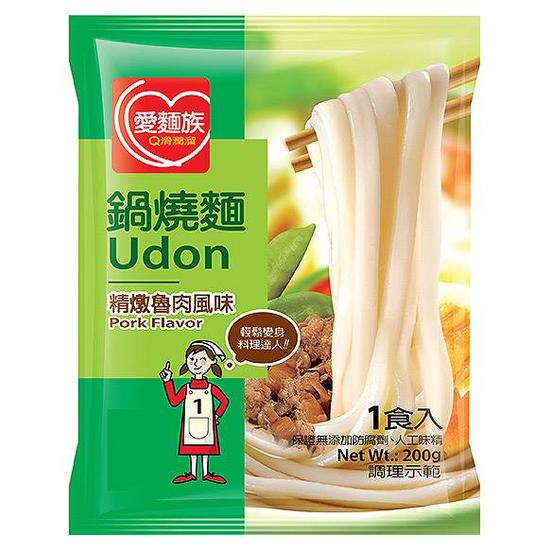 愛麵族
Q滑潤溜
鍋燒麵
Udon
精燉魯肉風味
Pork Flavor
輕鬆變身
料理達人!!
1
1食入
保證無添加防腐劑、人工味精
Net Wt.: 200g
調理示範